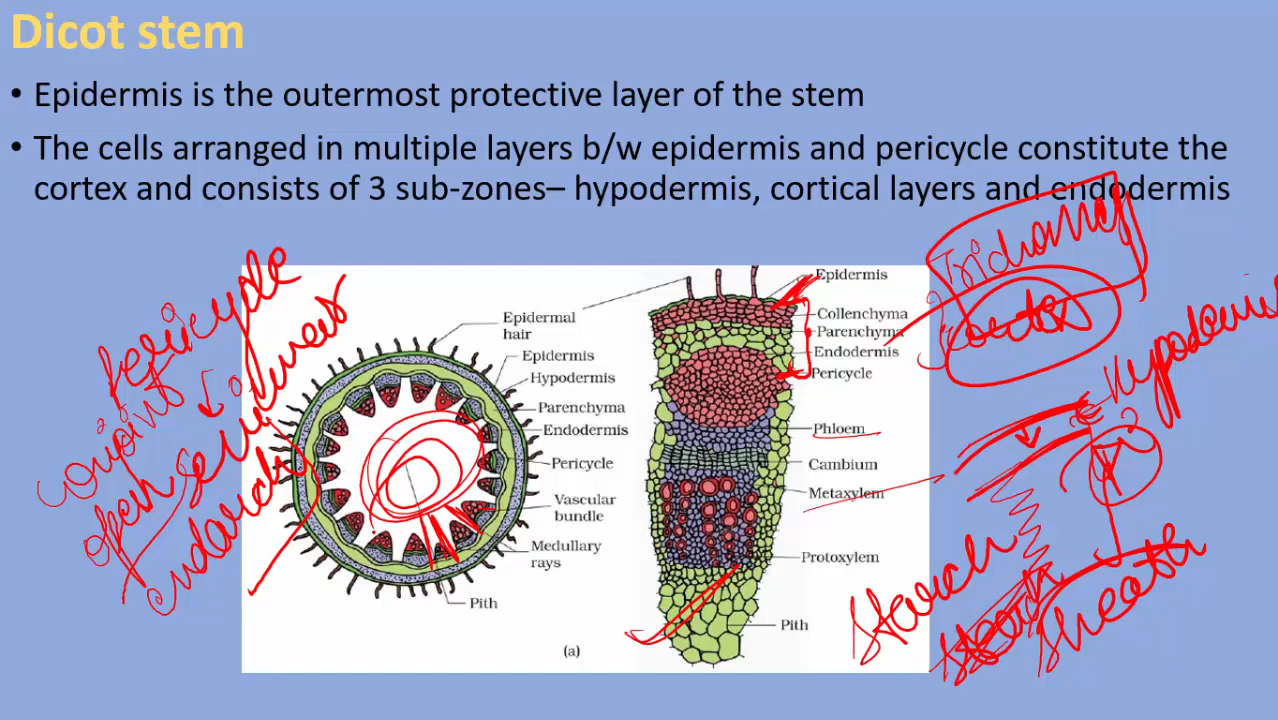 Dicot stem
• Epidermis is the outermost protective layer of the stem
• The cells arranged in multiple layers b/w epidermis and pericycle constitute the
cortex and consists of 3 sub-zones– hypodermis, cortical layers and endodermis
Epidermal
hair
Epidermis
Hypodermis
Parenchyma
Endodermis
Pericycle
Vascular
bundle
Medullary
rays
Pith
(a)
Epidermis
Collenchyma
Parenchyma
Endodermis
Pericycle
Phloem
Cambium
Metaxylem
Protoxylem
Pith
pericycle
conjoint
open
endarch
Cortex
Hypodermis
Starch
sheath